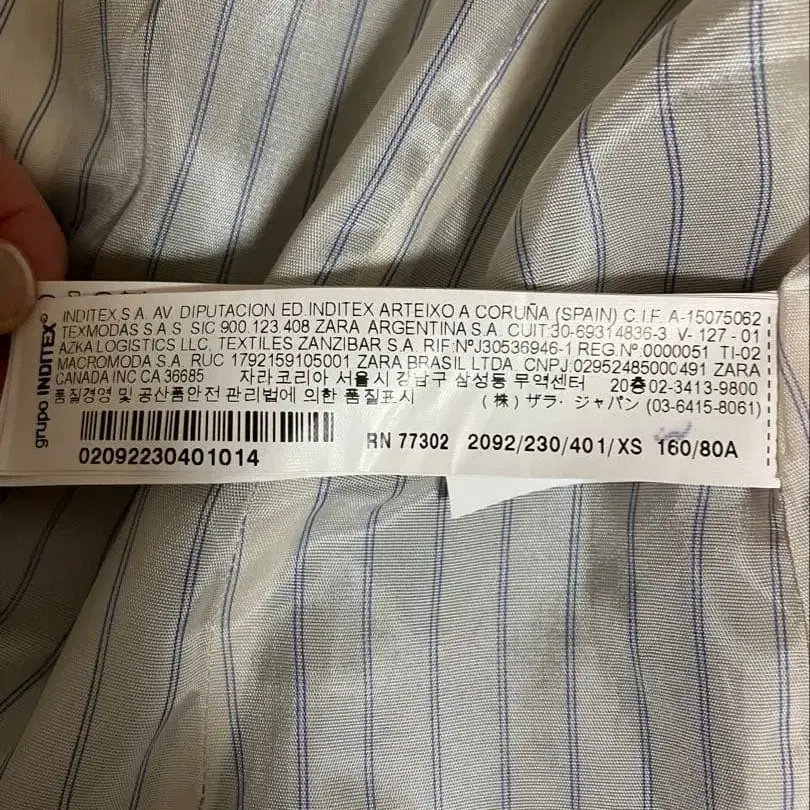 INDITEX, S.A. AV. DIPUTACION ED. INDITEX ARTEIXO A CORUÑA (SPAIN) C.I.F. A-15075062
TEXMODAS S.A.S. SIC 900.123.408 ZARA ARGENTINA S.A. CUIT:30-69314836-3 V-127-01
AZKA LOGISTICS LLC, TEXTILES ZANZIBAR S.A. RIF:NºJ30536946-1 REG.Nº 0000051 TI-02
MACROMODA S.A. RUC 1792159105001 ZARA BRASIL LTDA. CNPJ:02952485000491 ZARA
CANADA INC CA 36685 자라코리아 서울시 강남구 삼성동 무역센터 20층 02-3413-9800
품질경영 및 공산품안전 관리법에 의한 품질표시 (株) ザラ・ジャパン (03-6415-8061)
grupo INDITEX®
02092230401014
RN 77302 2092/230/401/XS 160/80A